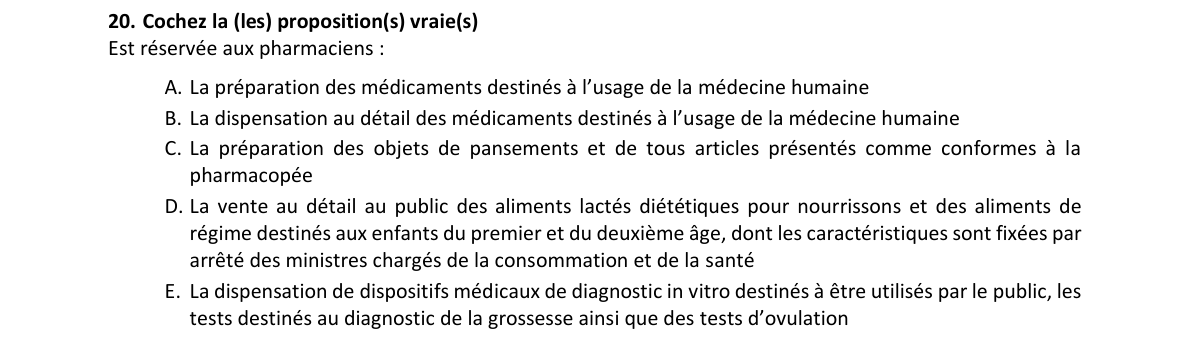 20. Cochez la (les) proposition(s) vraie(s)
Est réservée aux pharmaciens :
A. La préparation des médicaments destinés à l’usage de la médecine humaine
B. La dispensation au détail des médicaments destinés à l’usage de la médecine humaine
C. La préparation des objets de pansements et de tous articles présentés comme conformes à la
pharmacopée
D. La vente au détail au public des aliments lactés diététiques pour nourrissons et des aliments de
régime destinés aux enfants du premier et du deuxième âge, dont les caractéristiques sont fixées par
arrêté des ministres chargés de la consommation et de la santé
E. La dispensation de dispositifs médicaux de diagnostic in vitro destinés à être utilisés par le public, les
tests destinés au diagnostic de la grossesse ainsi que des tests d’ovulation